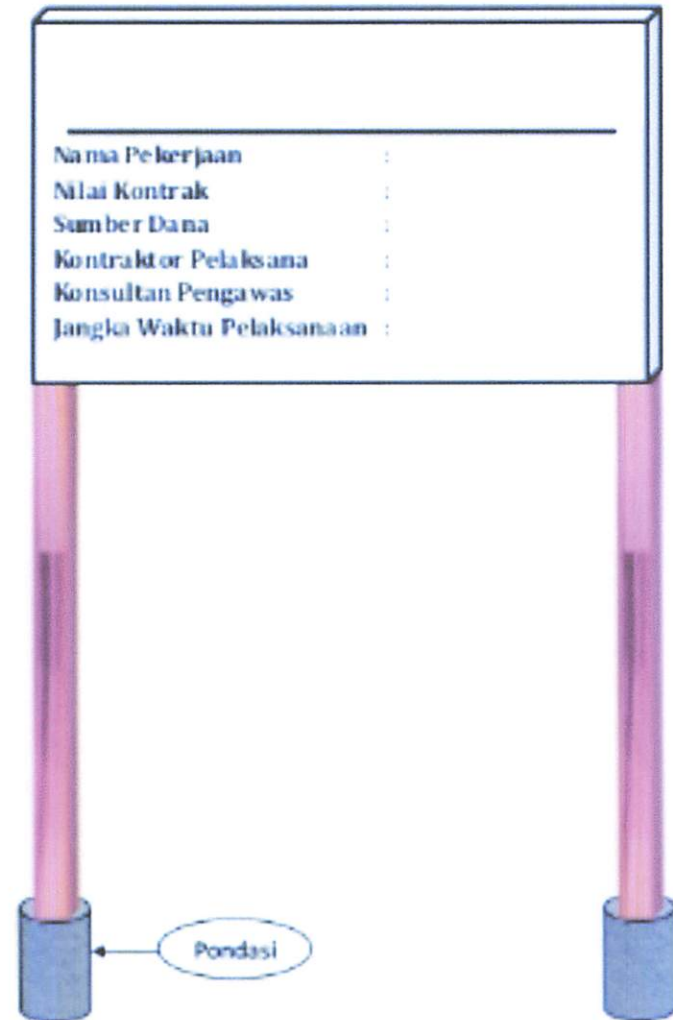 Nama Pekerjaan :
Nilai Kontrak :
Sumber Dana :
Kontraktor Pelaksana :
Konsultan Pengawas :
Jangka Waktu Pelaksanaan :
Pondasi